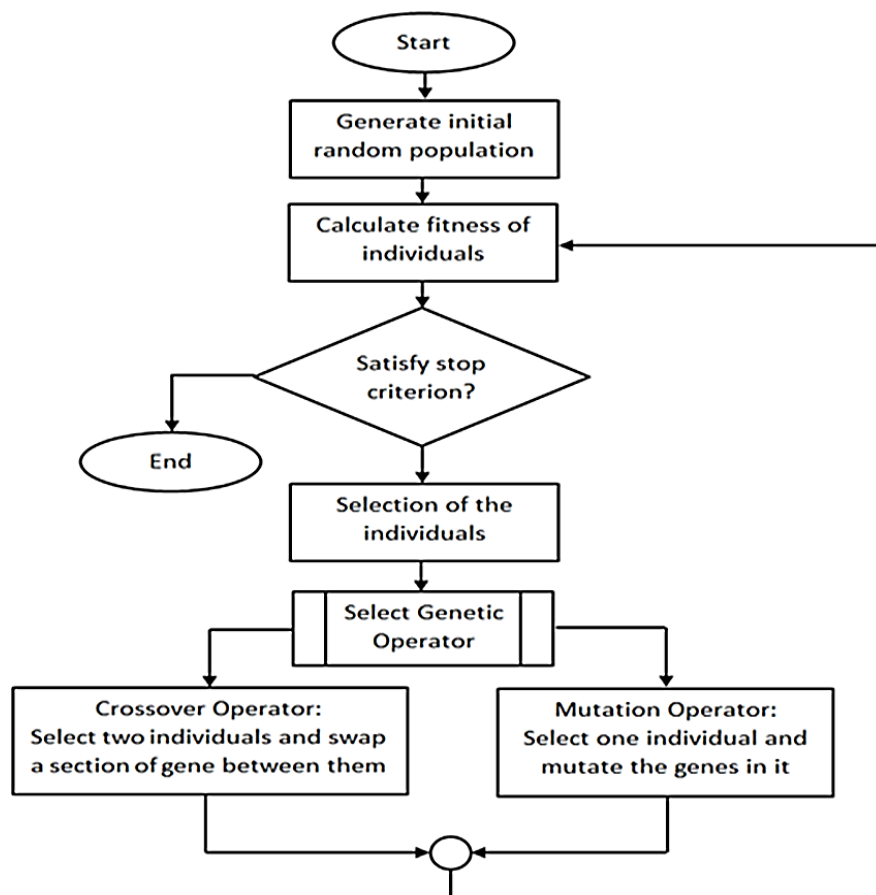 Start
Generate initial
random population
Calculate fitness of
individuals
Satisfy stop
criterion?
End
Selection of the
individuals
Select Genetic
Operator
Crossover Operator:
Select two individuals and swap
a section of gene between them
Mutation Operator:
Select one individual and
mutate the genes in it